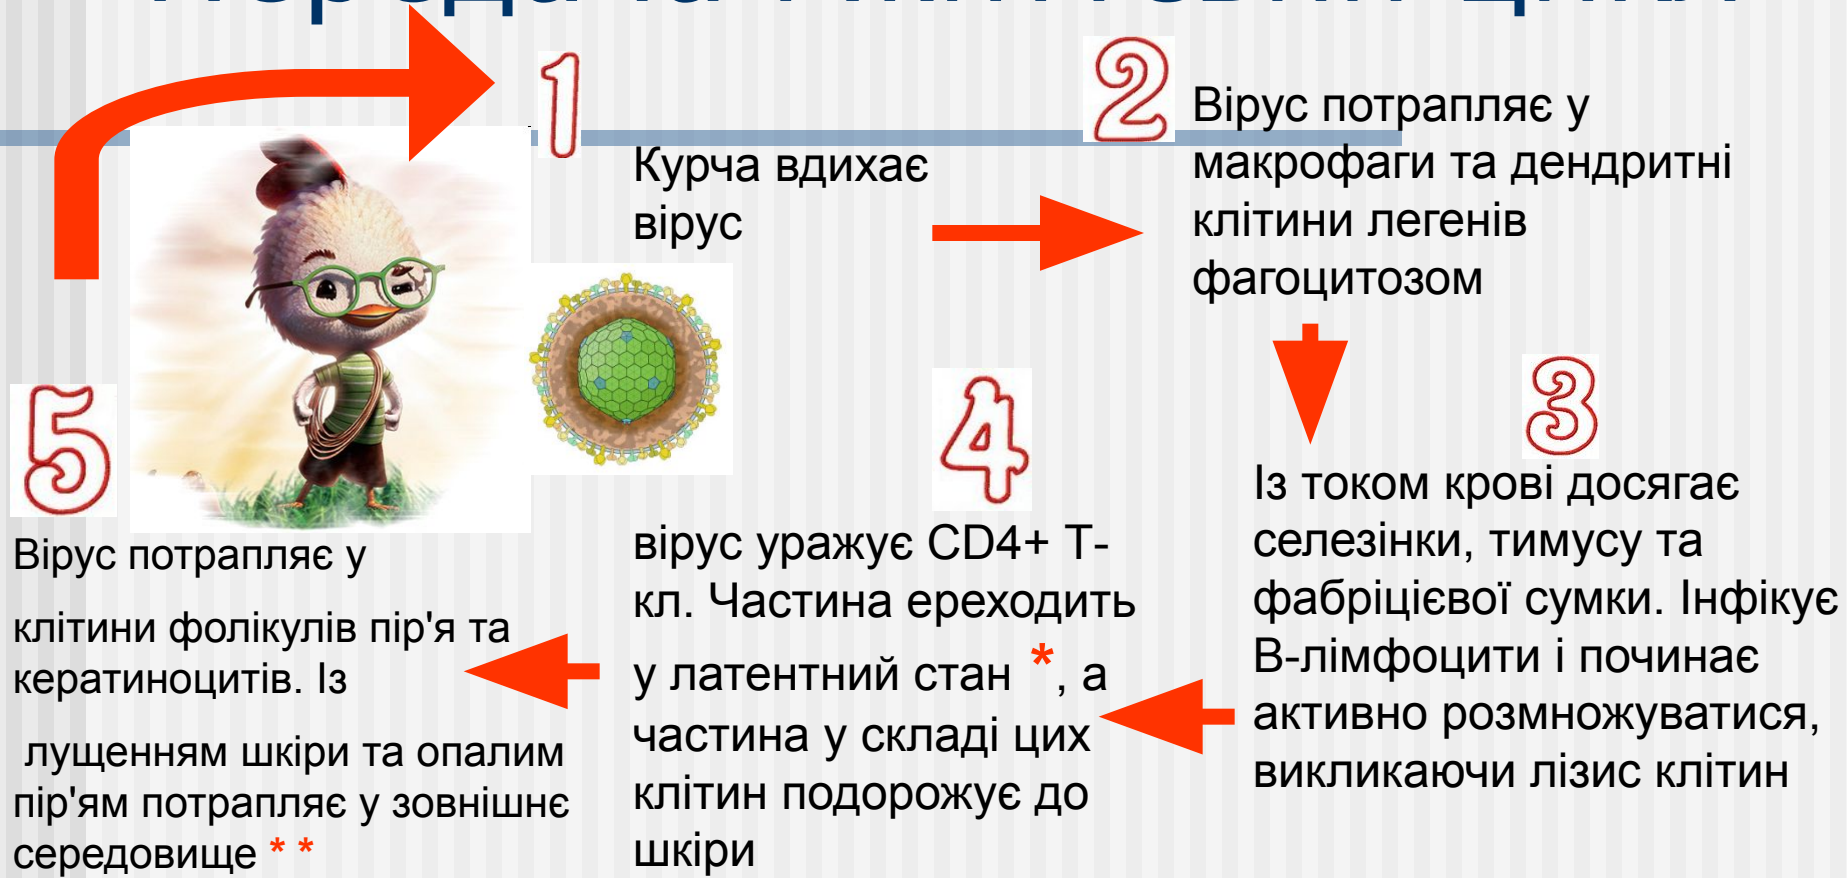 Передача і життєвий цикл
1
Курча вдихає
вірус
2
Вірус потрапляє у
макрофаги та дендритні
клітини легенів
фагоцитозом
3
Із током крові досягає
селезінки, тимусу та
фабріцієвої сумки. Інфікує
В-лімфоцити і починає
активно розмножуватися,
викликаючи лізис клітин
4
вірус уражує CD4+ Т-
кл. Частина ереходить
у латентний стан *, а
частина у складі цих
клітин подорожує до
шкіри
5
Вірус потрапляє у
клітини фолікулів пір'я та
кератиноцитів. Із
лущенням шкіри та опалим
пір'ям потрапляє у зовнішнє
середовище * *